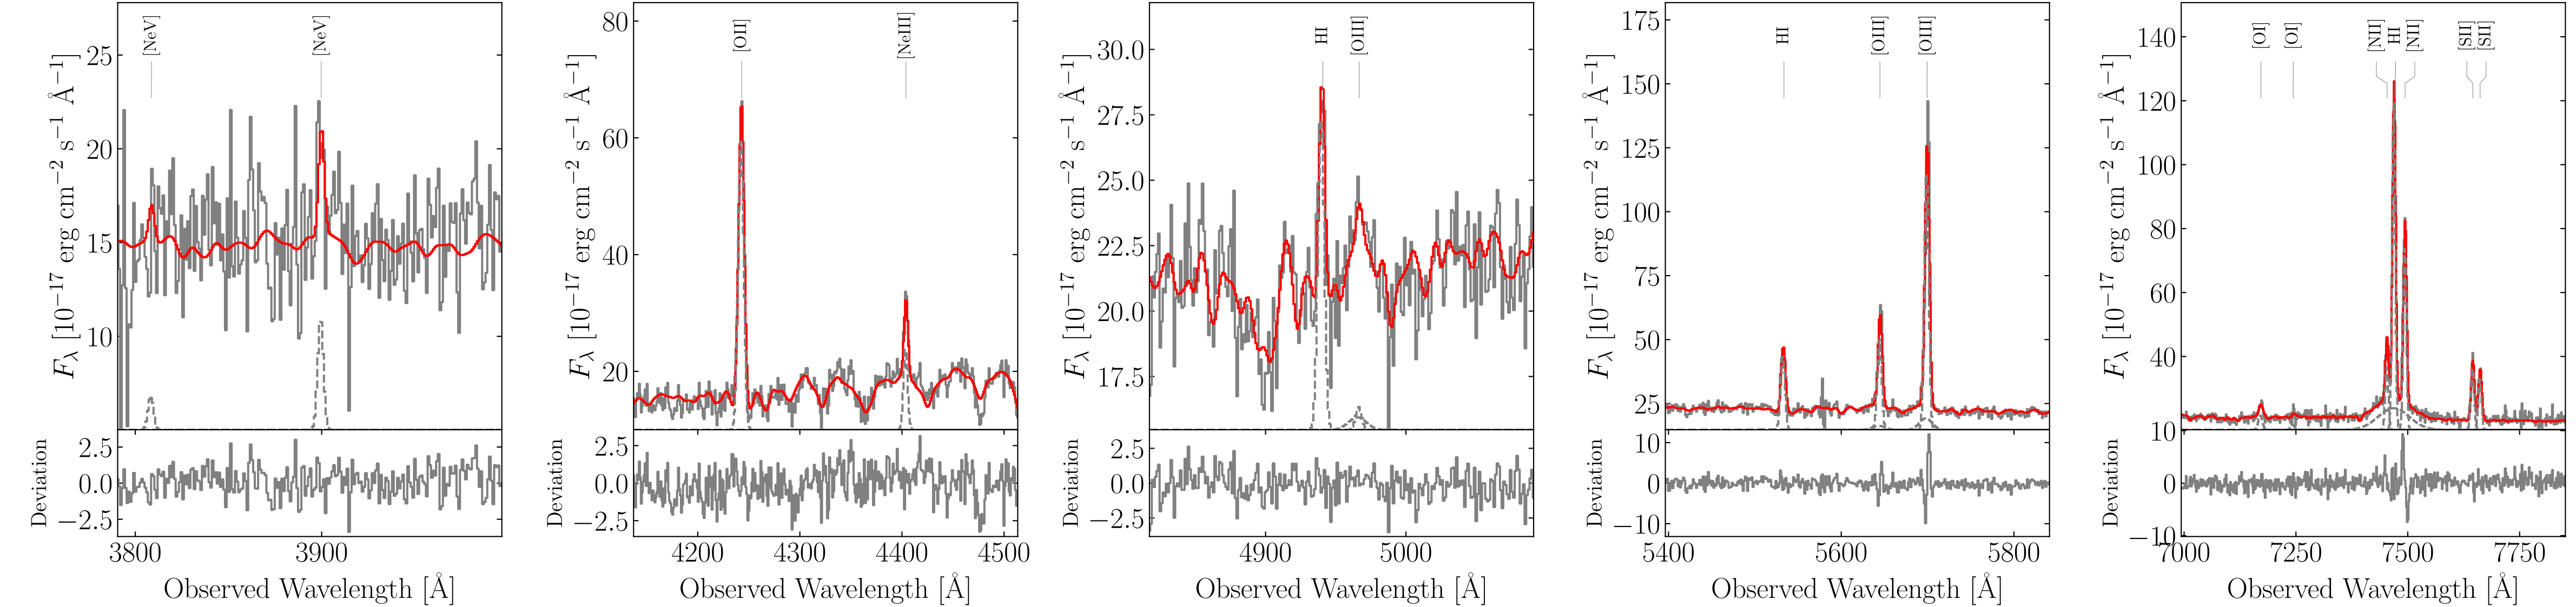 [NeV] [NeV]
25
20
15
10
F_λ [10^−17 erg cm^−2 s^−1 Å^−1]
2.5
0.0
−2.5
Deviation
3800 3900
Observed Wavelength [Å]
[OII] [NeIII]
80
60
40
20
F_λ [10^−17 erg cm^−2 s^−1 Å^−1]
2.5
0.0
−2.5
Deviation
4200 4300 4400 4500
Observed Wavelength [Å]
HI [OIII]
30.0
27.5
25.0
22.5
20.0
17.5
F_λ [10^−17 erg cm^−2 s^−1 Å^−1]
2.5
0.0
−2.5
Deviation
4900 5000
Observed Wavelength [Å]
HI [OIII] [OIII]
175
150
125
100
75
50
25
F_λ [10^−17 erg cm^−2 s^−1 Å^−1]
10
0
−10
Deviation
5400 5600 5800
Observed Wavelength [Å]
[OI] [OI] [NII] HI [NII] [SII] [SII]
140
120
100
80
60
40
F_λ [10^−17 erg cm^−2 s^−1 Å^−1]
10
0
−10
Deviation
7000 7250 7500 7750
Observed Wavelength [Å]